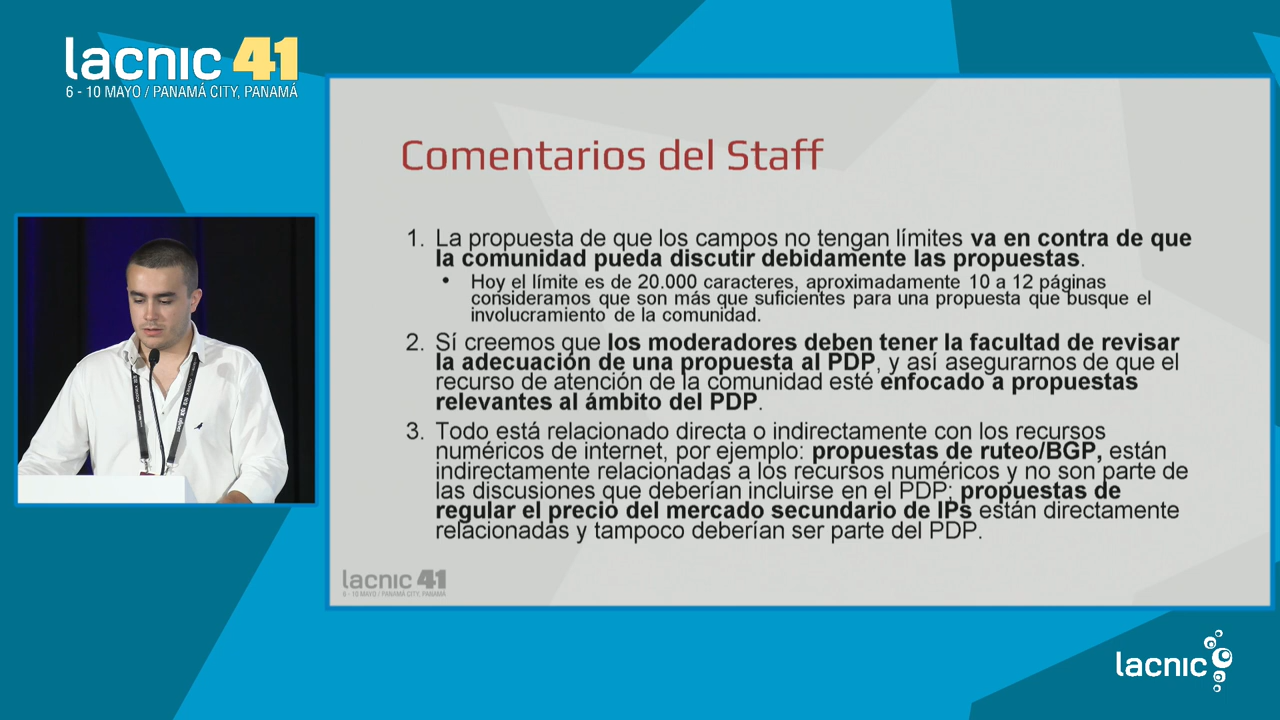 lacnic 41
6 - 10 MAYO / PANAMÁ CITY, PANAMÁ
Comentarios del Staff
1. La propuesta de que los campos no tengan límites va en contra de que
la comunidad pueda discutir debidamente las propuestas.
• Hoy el límite es de 20.000 caracteres, aproximadamente 10 a 12 páginas
consideramos que son más que suficientes para una propuesta que busque el
involucramiento de la comunidad.
2. Sí creemos que los moderadores deben tener la facultad de revisar
la adecuación de una propuesta al PDP, y así asegurarnos de que el
recurso de atención de la comunidad esté enfocado a propuestas
relevantes al ámbito del PDP.
3. Todo está relacionado directa o indirectamente con los recursos
numéricos de internet, por ejemplo: propuestas de ruteo/BGP, están
indirectamente relacionadas a los recursos numéricos y no son parte de
las discusiones que deberían incluirse en el PDP; propuestas de
regular el precio del mercado secundario de IPs están directamente
relacionadas y tampoco deberían ser parte del PDP.
lacnic 41
6 - 10 MAYO / PANAMÁ CITY, PANAMÁ
lacnic